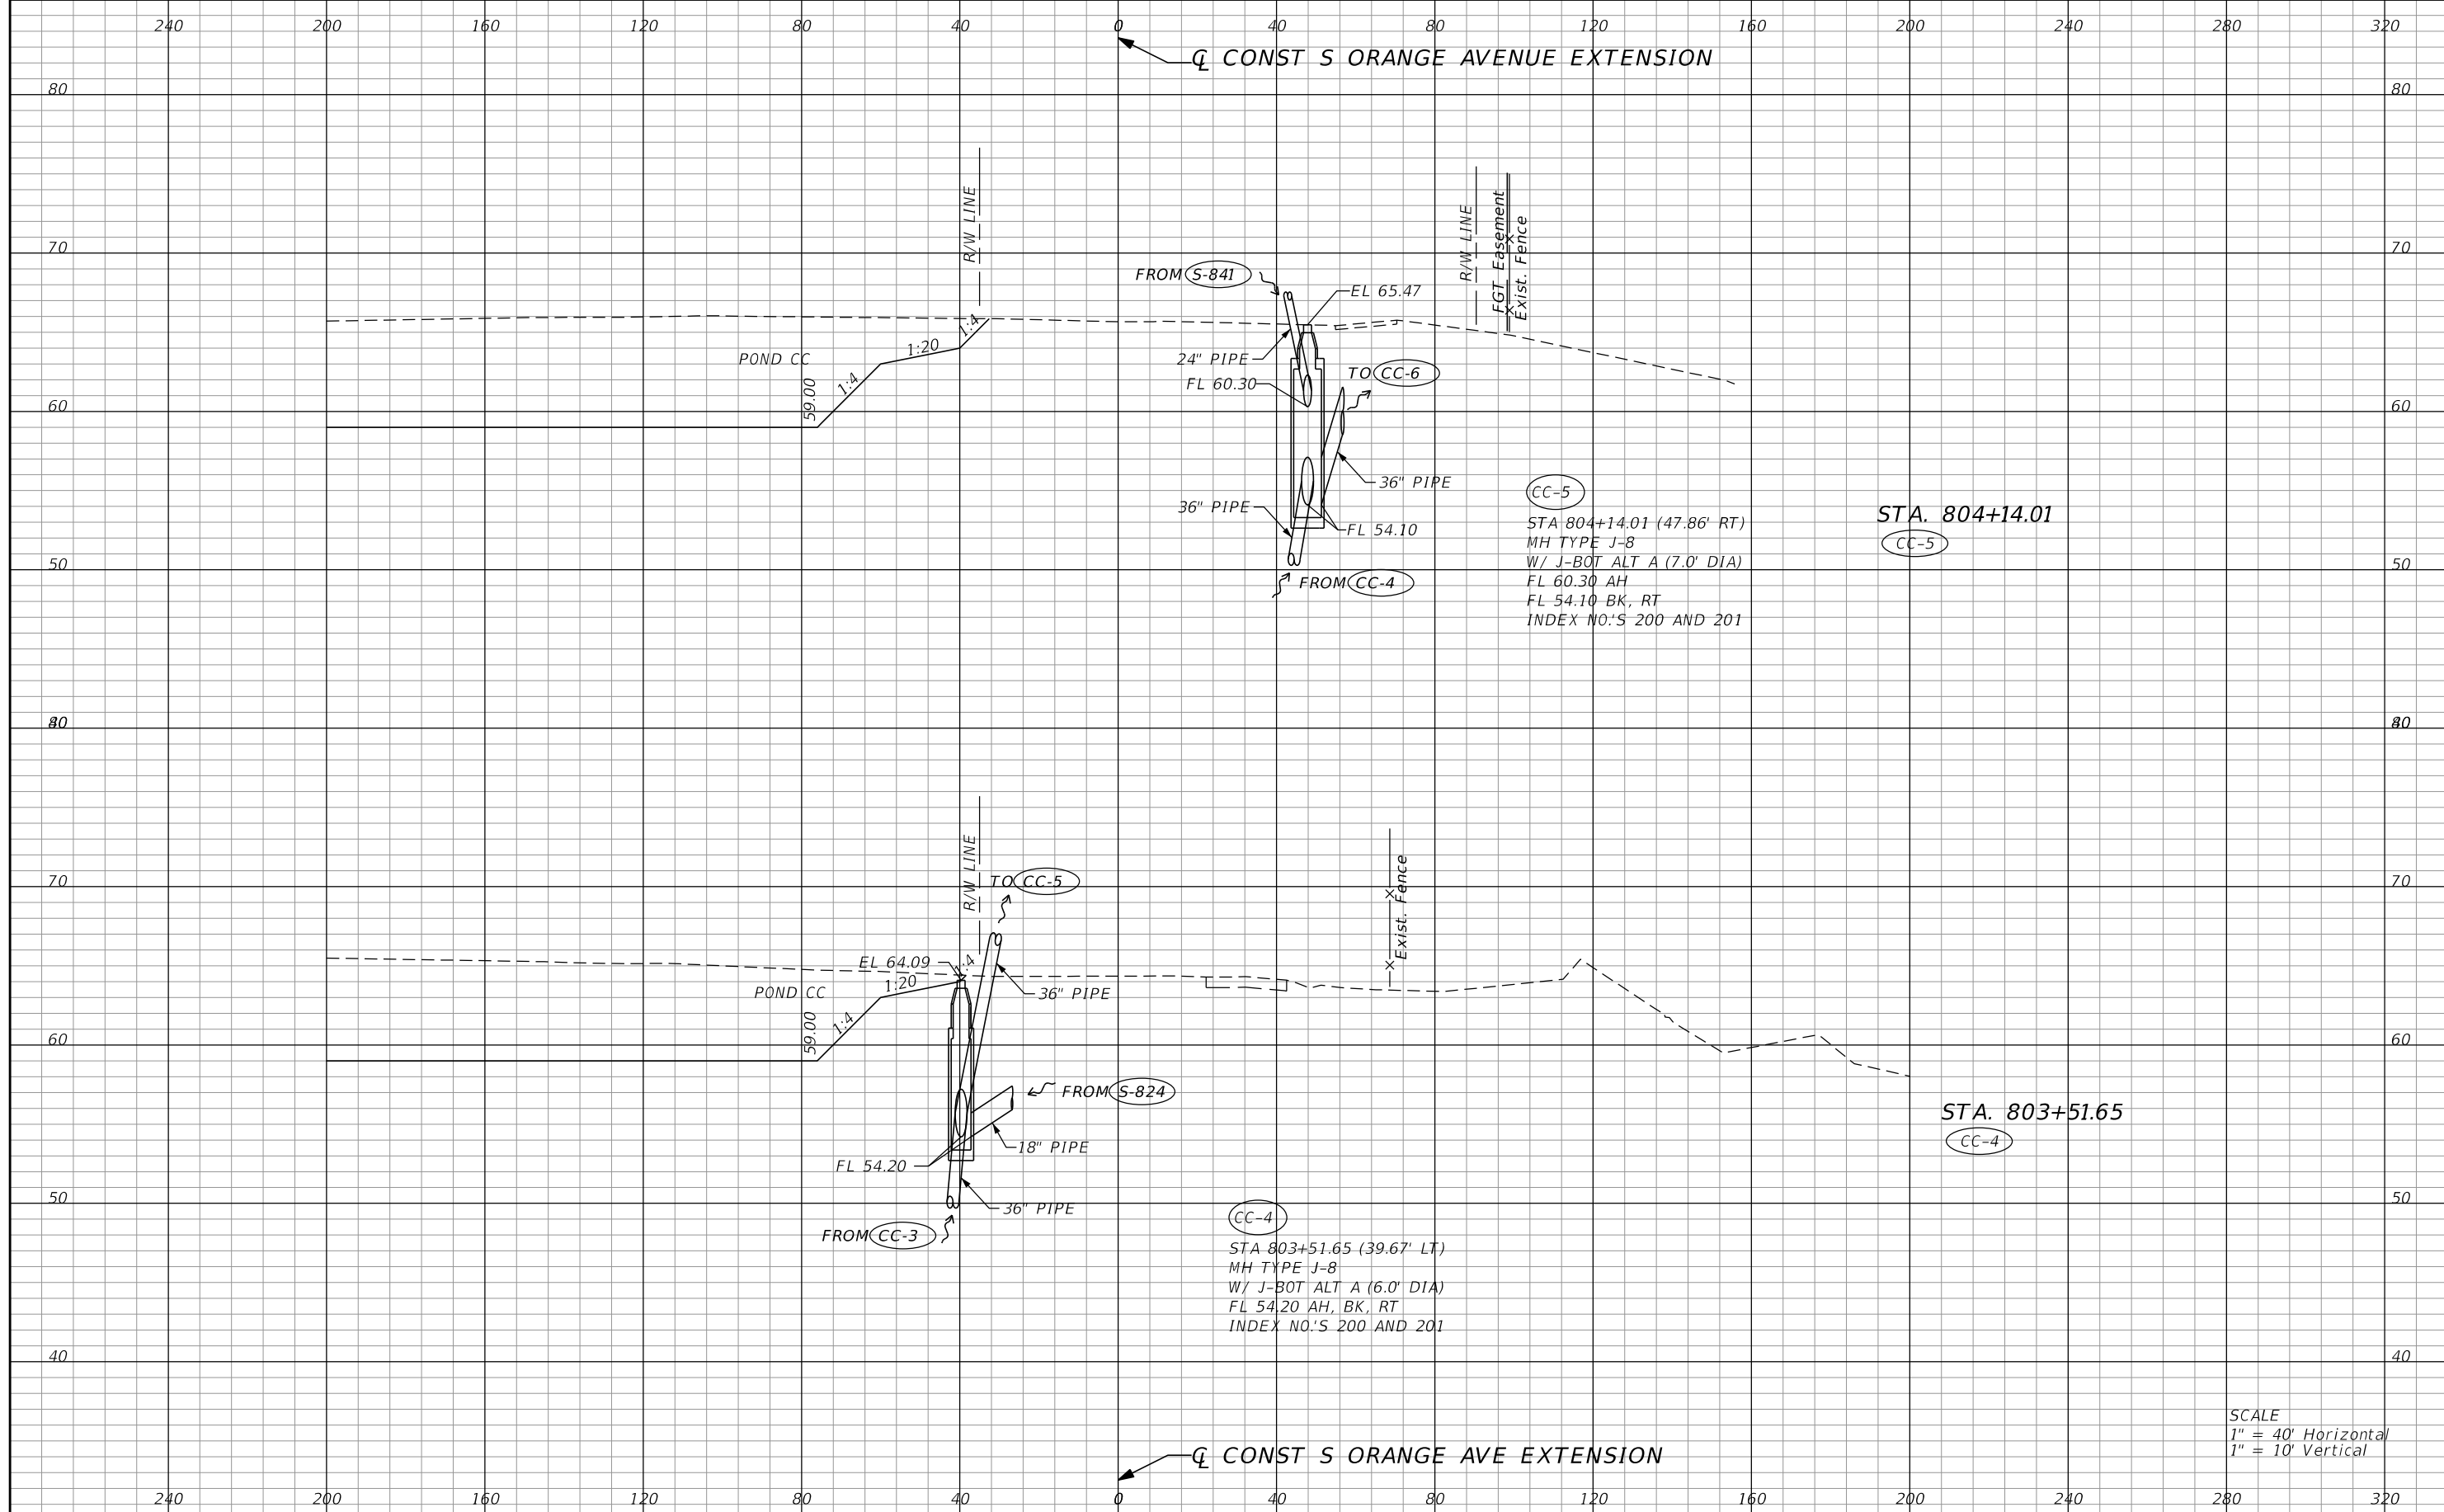 240 200 160 120 80 40 0 40 80 120 160 200 240 280 320
℄ CONST S ORANGE AVENUE EXTENSION
80 80
70 70
R/W LINE
R/W LINE
FGT Easement
Exist. Fence
FROM S-841
EL 65.47
1:4
1:20
POND CC
24" PIPE
TO CC-6
FL 60.30
1:4
59.00
60 60
36" PIPE
CC-5
36" PIPE
STA. 804+14.01
CC-5
STA 804+14.01 (47.86' RT)
FL 54.10
MH TYPE J-8
W/ J-BOT ALT A (7.0' DIA)
50 50
FROM CC-4
FL 60.30 AH
FL 54.10 BK, RT
INDEX NO.'S 200 AND 201
80 80
40 40
R/W LINE
Exist. Fence
70 70
TO CC-5
EL 64.09
1:4
1:20
POND CC
36" PIPE
1:4
59.00
60 60
FROM S-824
STA. 803+51.65
CC-4
18" PIPE
FL 54.20
50 50
36" PIPE
FROM CC-3
CC-4
STA 803+51.65 (39.67' LT)
MH TYPE J-8
W/ J-BOT ALT A (6.0' DIA)
FL 54.20 AH, BK, RT
INDEX NO.'S 200 AND 201
40 40
SCALE
1" = 40' Horizontal
1" = 10' Vertical
℄ CONST S ORANGE AVE EXTENSION
240 200 160 120 80 40 0 40 80 120 160 200 240 280 320